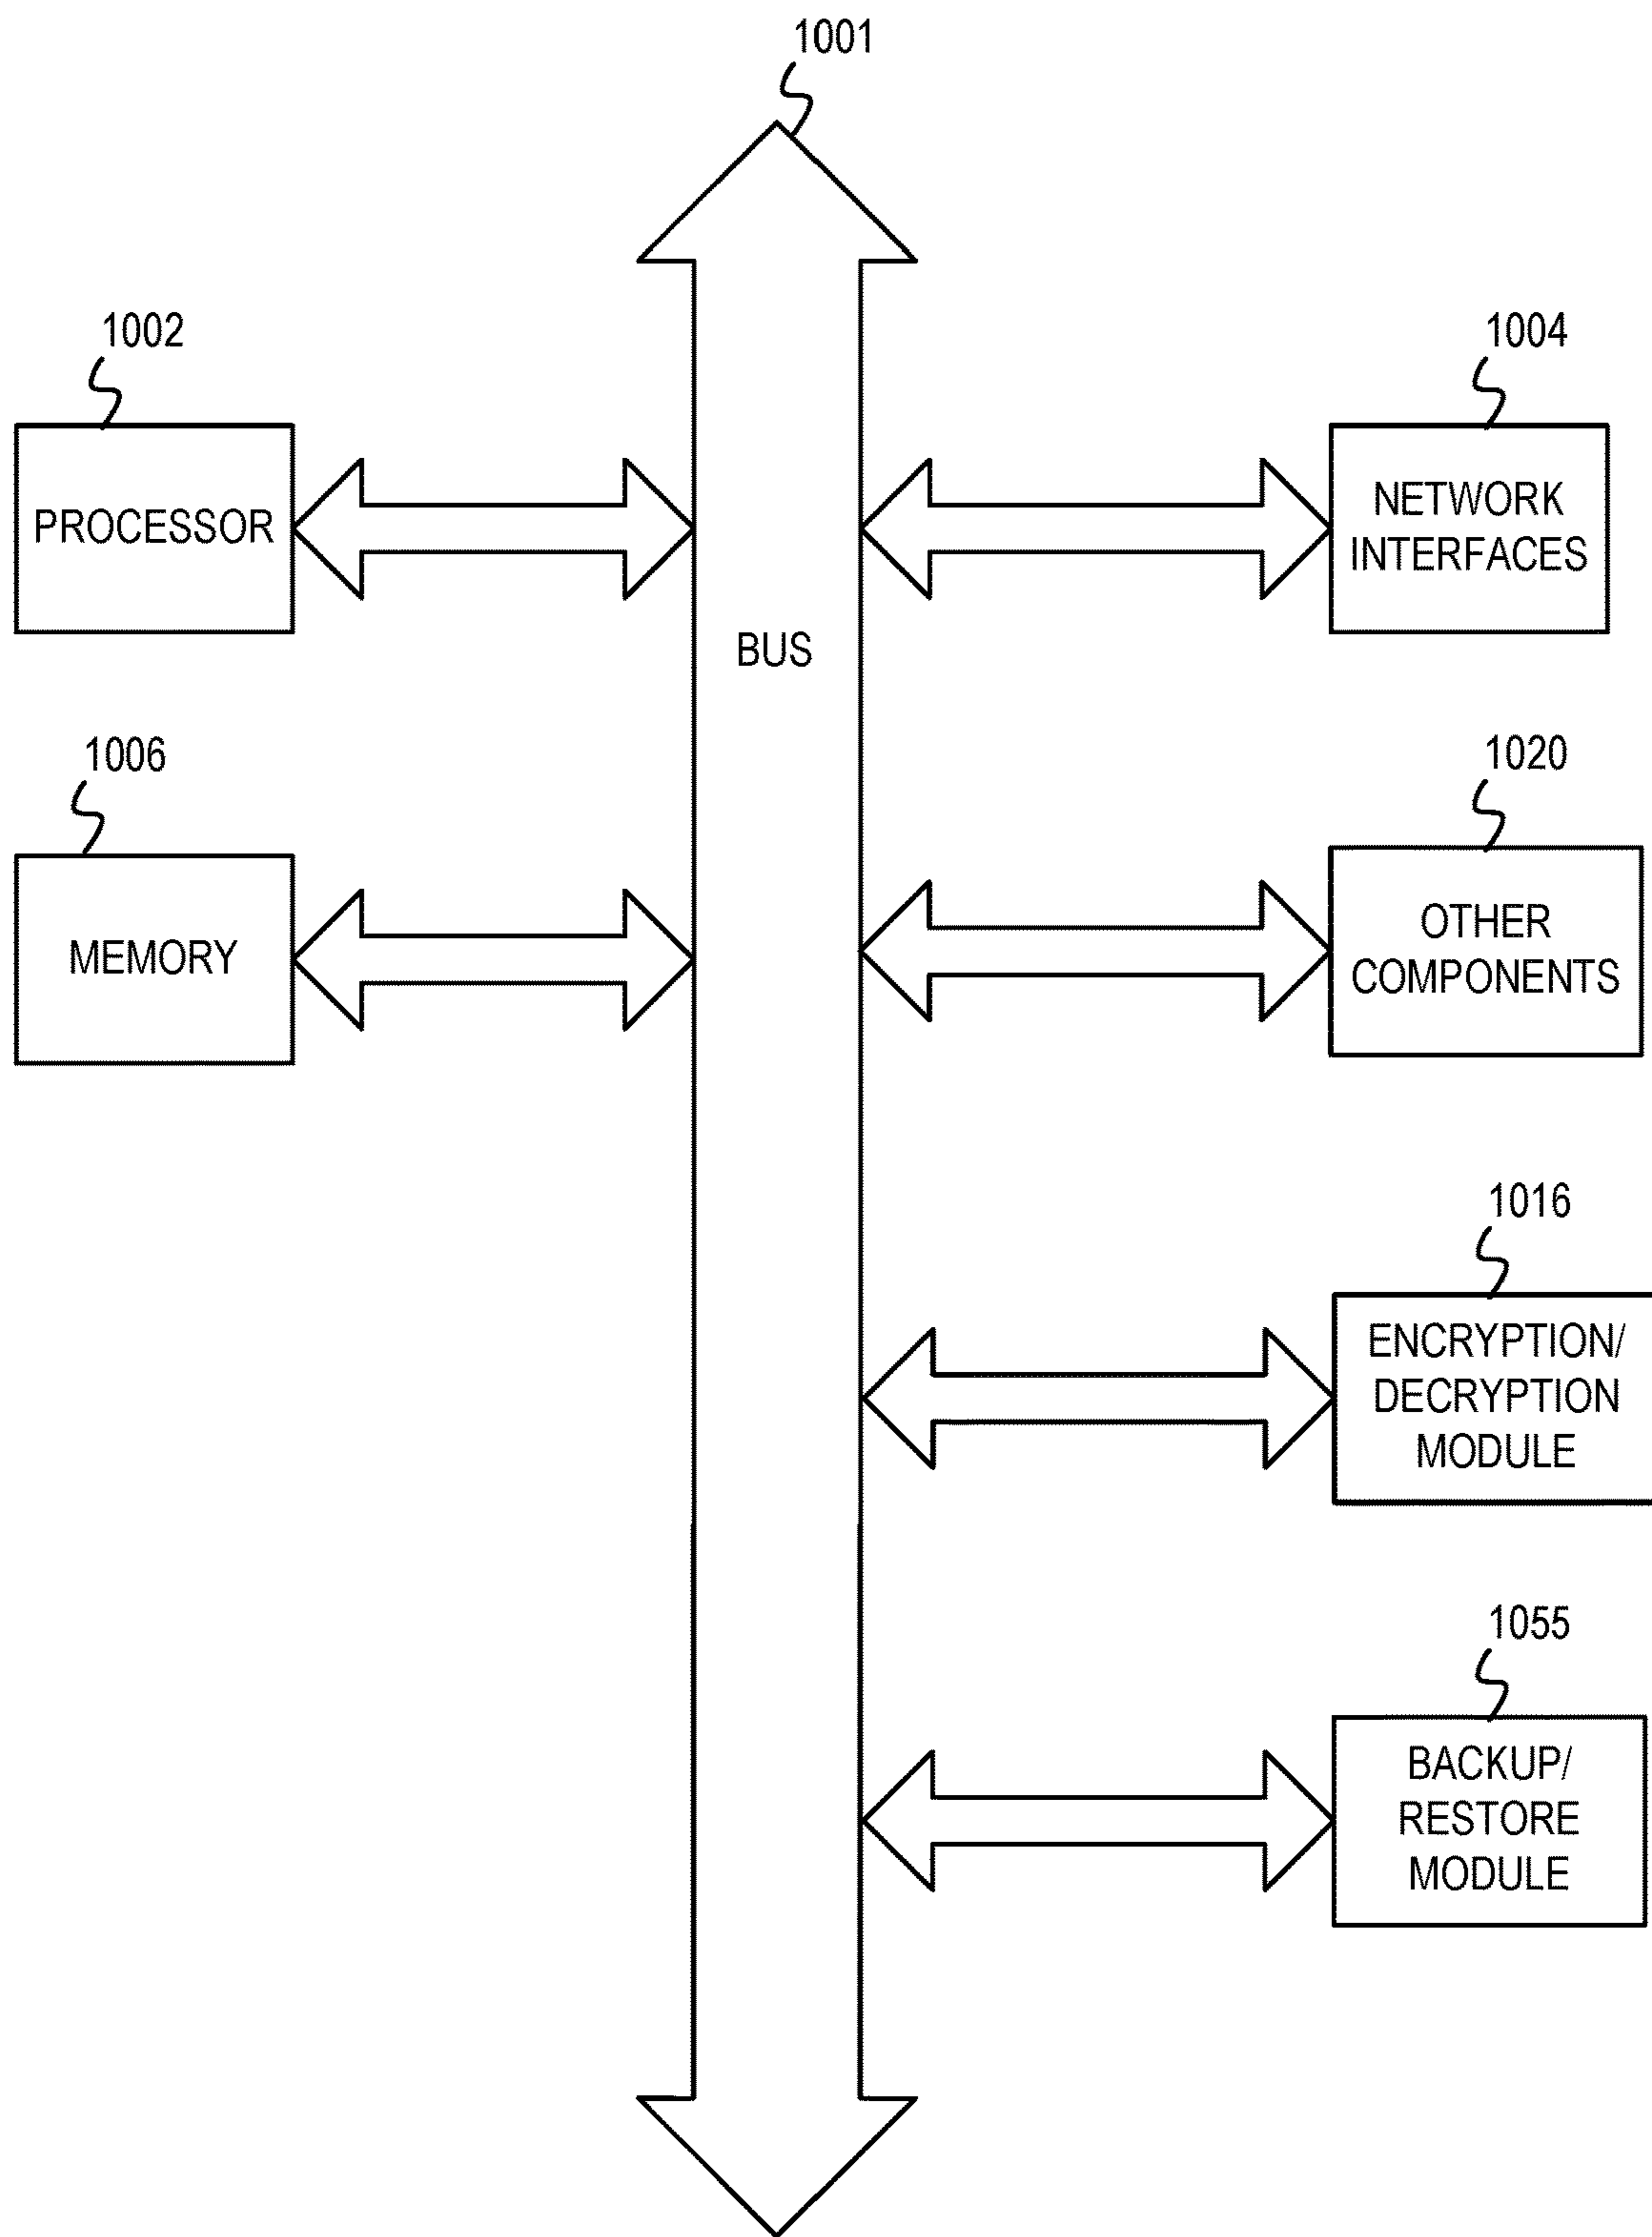 1001
1002
1004
PROCESSOR
NETWORK
INTERFACES
BUS
1006
1020
MEMORY
OTHER
COMPONENTS
1016
ENCRYPTION/
DECRYPTION
MODULE
1055
BACKUP/
RESTORE
MODULE